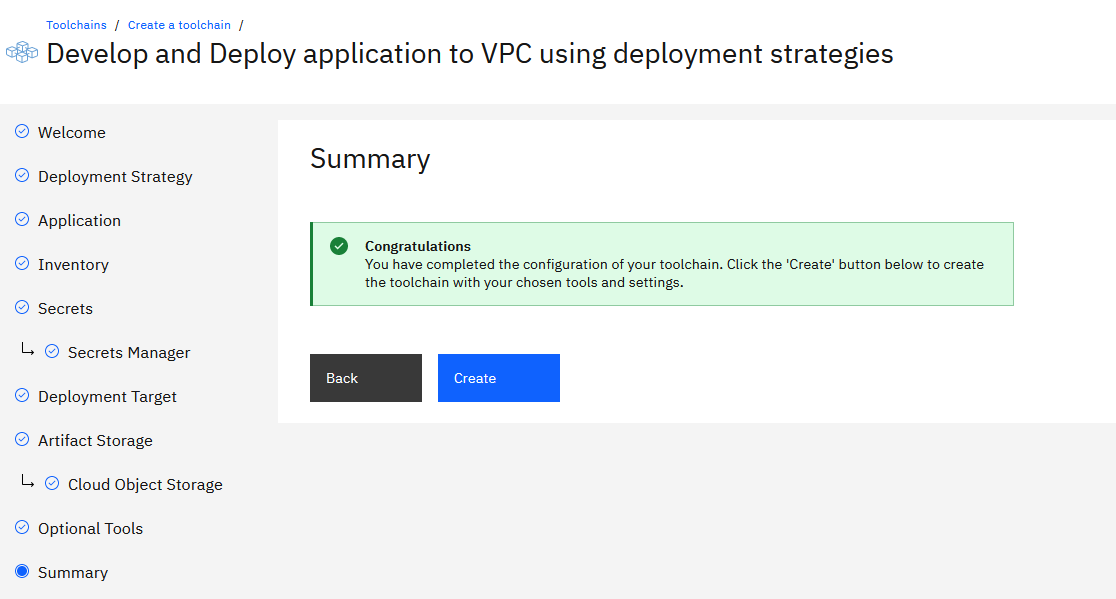 Toolchains / Create a toolchain /
Develop and Deploy application to VPC using deployment strategies
Welcome
Deployment Strategy
Application
Inventory
Secrets
Secrets Manager
Deployment Target
Artifact Storage
Cloud Object Storage
Optional Tools
Summary
Summary
Congratulations
You have completed the configuration of your toolchain. Click the 'Create' button below to create
the toolchain with your chosen tools and settings.
Back
Create